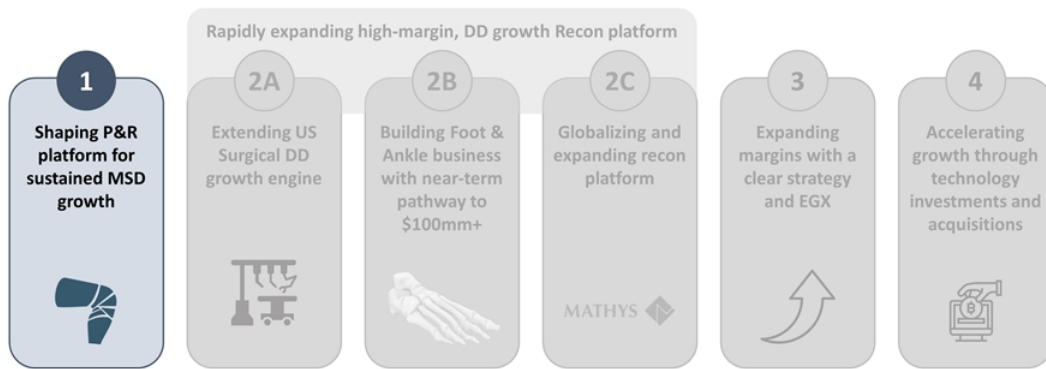 Rapidly expanding high-margin, DD growth Recon platform
1
Shaping P&R
platform for
sustained MSD
growth
2A
Extending US
Surgical DD
growth engine
2B
Building Foot &
Ankle business
with near-term
pathway to
$100mm+
2C
Globalizing and
expanding recon
platform
MATHYS
3
Expanding
margins with a
clear strategy
and EGX
4
Accelerating
growth through
technology
investments and
acquisitions